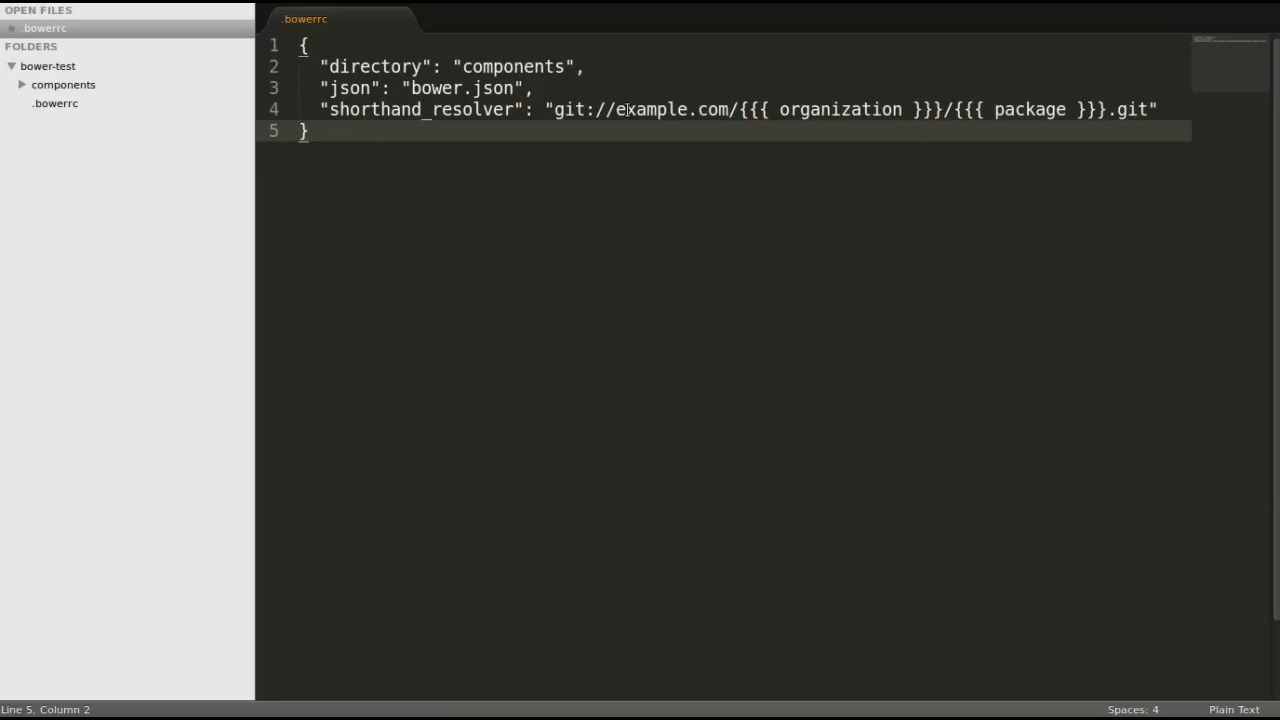 OPEN FILES
.bowerrc
FOLDERS
bower-test
components
.bowerrc
.bowerrc
1 {
2 "directory": "components",
3 "json": "bower.json",
4 "shorthand_resolver": "git://example.com/{{{ organization }}}/{{{ package }}}.git"
5 }
Line 5, Column 2
Spaces: 4
Plain Text